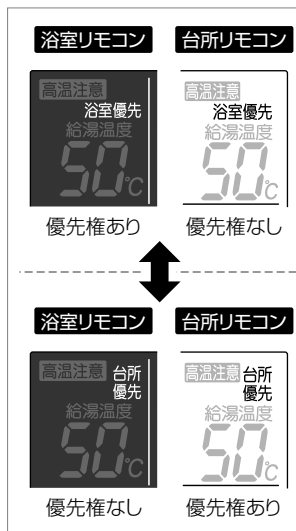 浴室リモコン 台所リモコン
高温注意 高温注意
浴室優先 浴室優先
給湯温度 給湯温度
50℃ 50℃
優先権あり 優先権なし
浴室リモコン 台所リモコン
高温注意 台所 高温注意 台所
優先 優先
給湯温度 給湯温度
50℃ 50℃
優先権なし 優先権あり